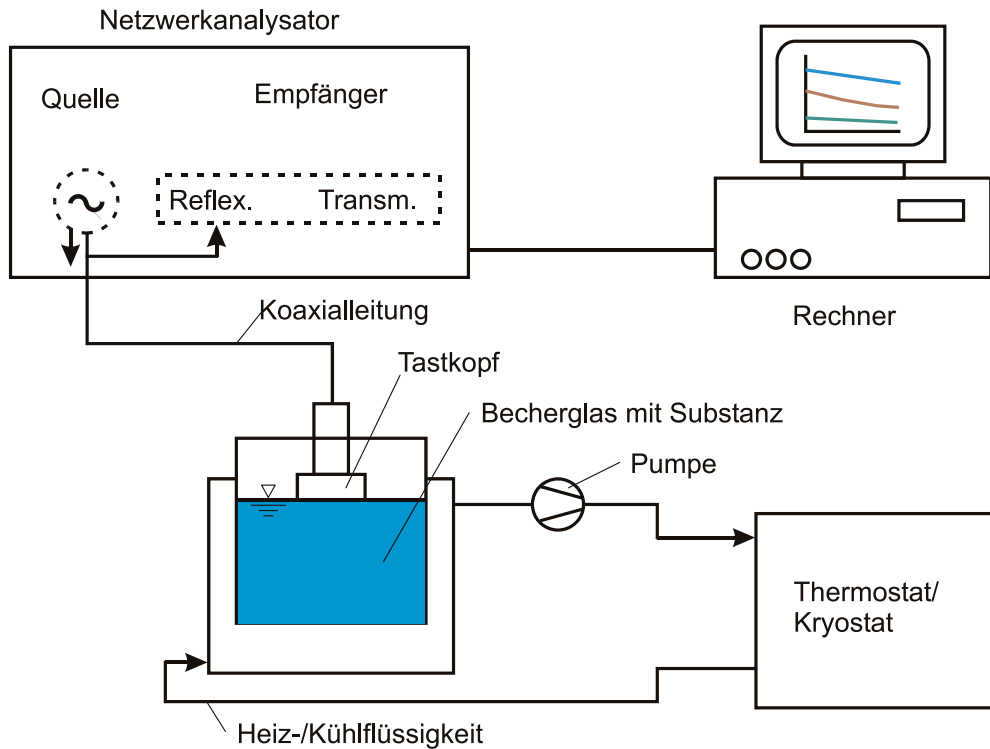 Netzwerkanalysator
Quelle
Empfänger
Reflex.
Transm.
Koaxialleitung
Rechner
Tastkopf
Becherglas mit Substanz
Pumpe
Thermostat/
Kryostat
Heiz-/Kühlflüssigkeit